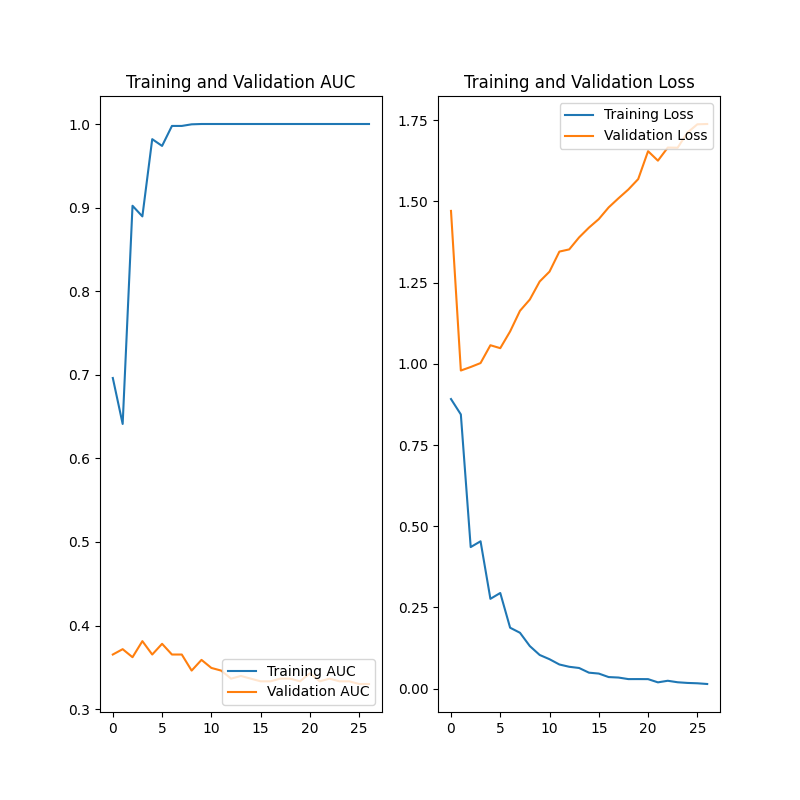 Training and Validation AUC
1.0
0.9
0.8
0.7
0.6
0.5
0.4
0.3
0 5 10 15 20 25
Training AUC
Validation AUC
Training and Validation Loss
1.75
1.50
1.25
1.00
0.75
0.50
0.25
0.00
0 5 10 15 20 25
Training Loss
Validation Loss